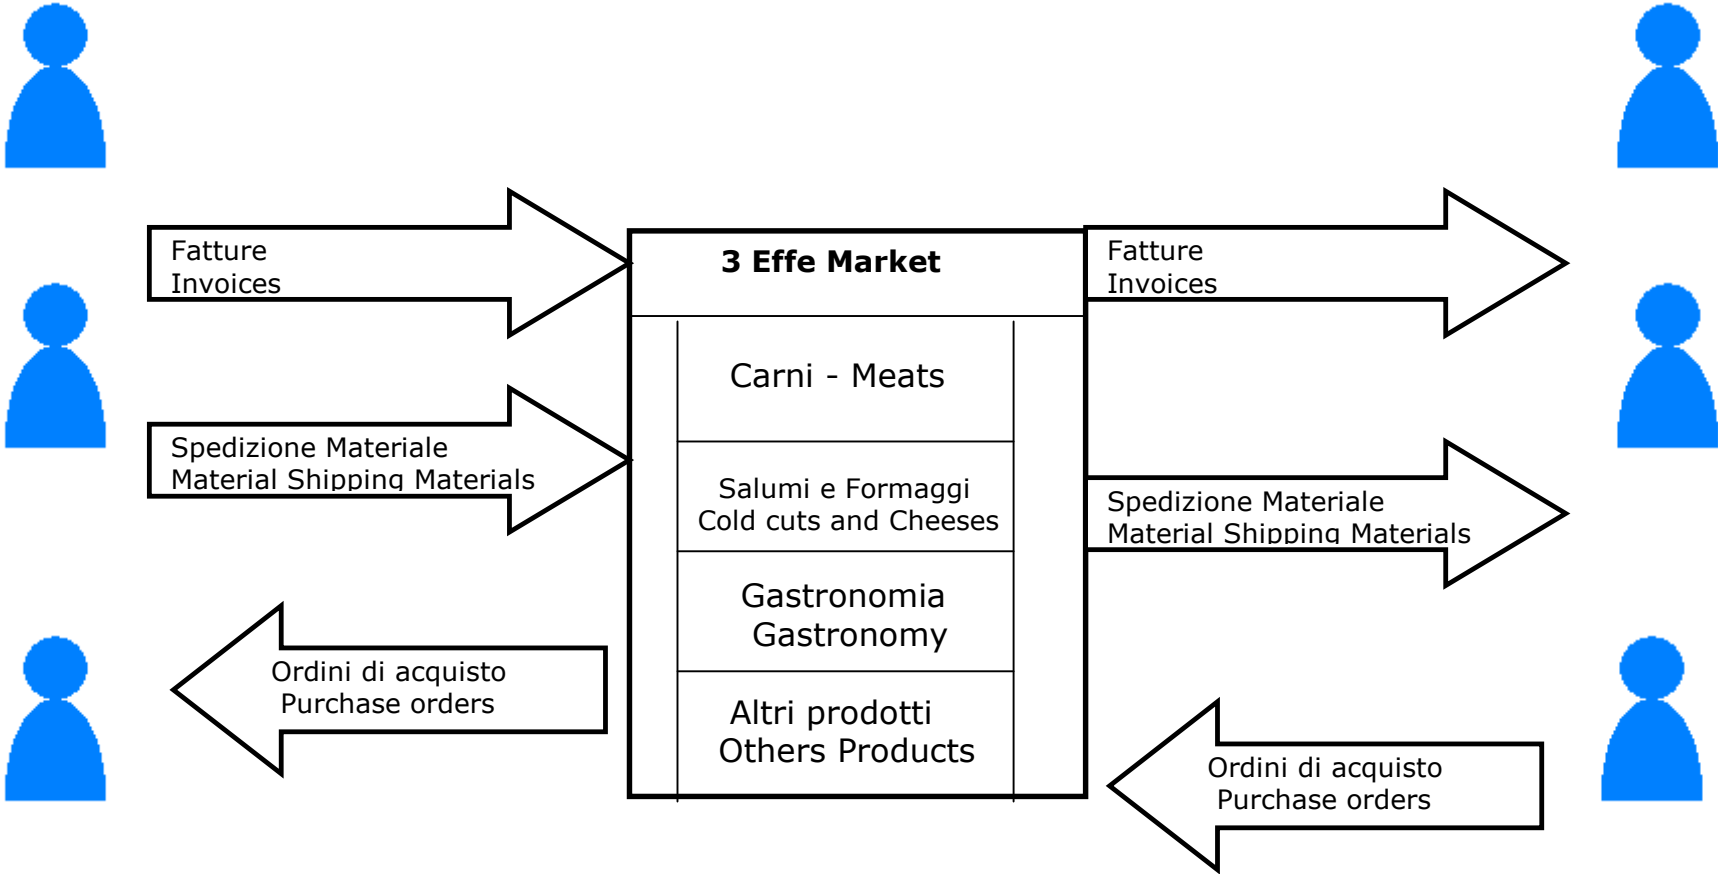 Fatture
Invoices
Spedizione Materiale
Material Shipping Materials
Ordini di acquisto
Purchase orders
3 Effe Market
Carni - Meats
Salumi e Formaggi
Cold cuts and Cheeses
Gastronomia
Gastronomy
Altri prodotti
Others Products
Fatture
Invoices
Spedizione Materiale
Material Shipping Materials
Ordini di acquisto
Purchase orders